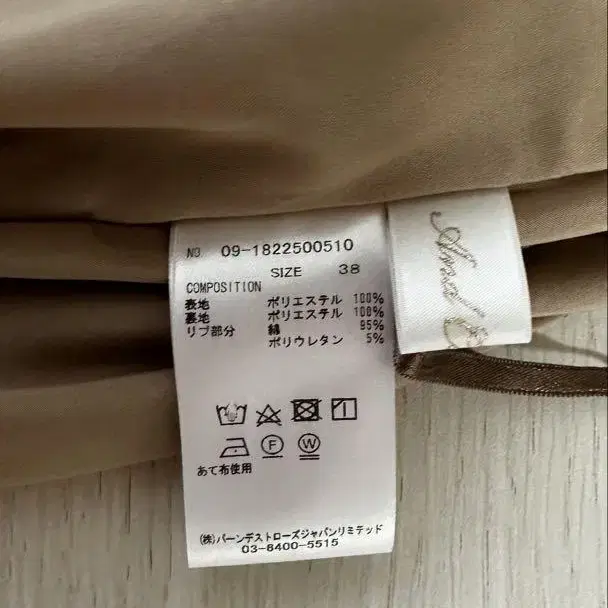 NO 09-1822500510
SIZE 38
COMPOSITION
表地 ポリエステル 100%
裏地 ポリエステル 100%
リブ部分 綿 95%
ポリウレタン 5%
F W
あて布使用
(株)バーンデストローズジャパンリミテッド
03-8400-5515